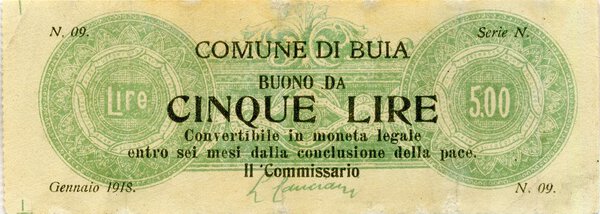 N. 09. Serie N.
COMUNE DI BUIA
BUONO DA
Lire CINQUE LIRE 5.00
Convertibile in moneta legale
entro sei mesi dalla conclusione della pace.
Il Commissario
Gennaio 1918. N. 09.